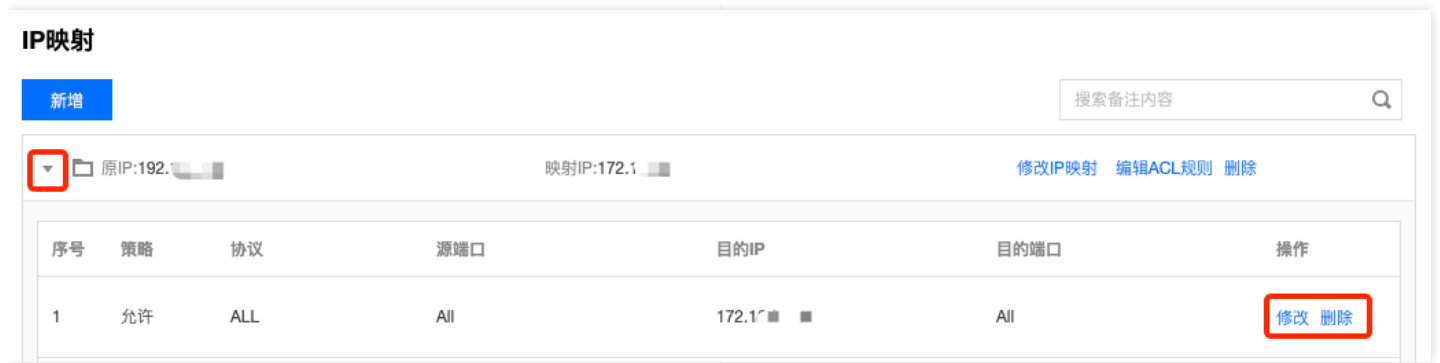 IP映射
新增 搜索备注内容
原IP:192. 映射IP:172.1 修改IP映射 编辑ACL规则 删除
序号 策略 协议 源端口 目的IP 目的端口 操作
1 允许 ALL All 172.1 All 修改 删除